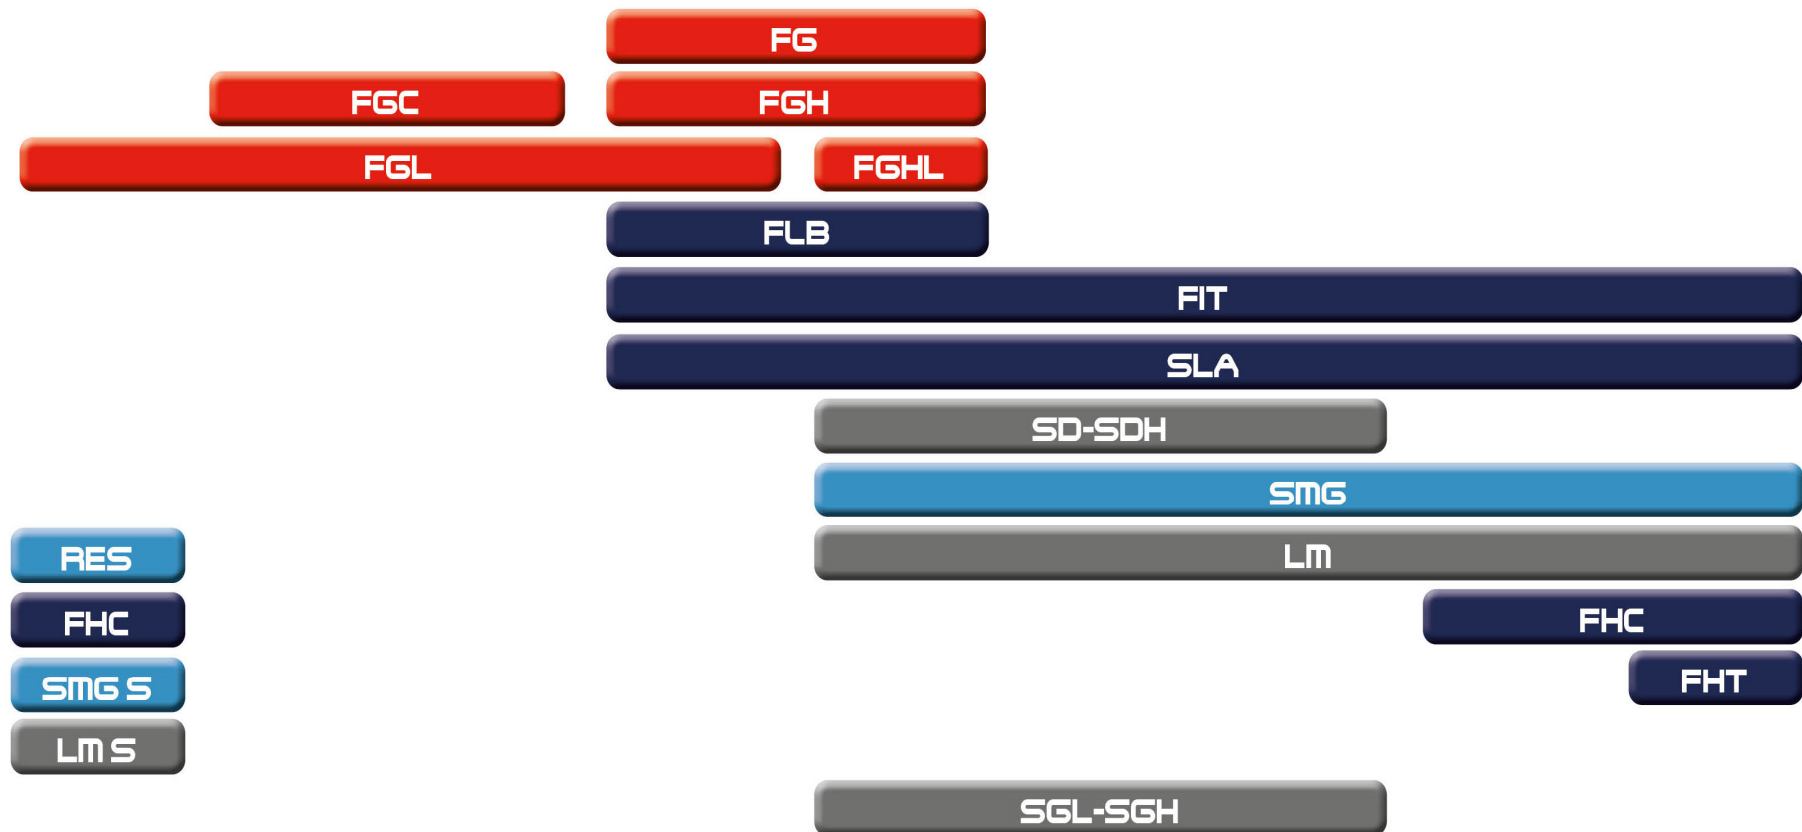 FG
FGC
FGH
FGL
FGHL
FLB
FIT
SLA
SD-SDH
SMG
RES
LM
FHC
FHC
SMG S
FHT
LM S
SGL-SGH